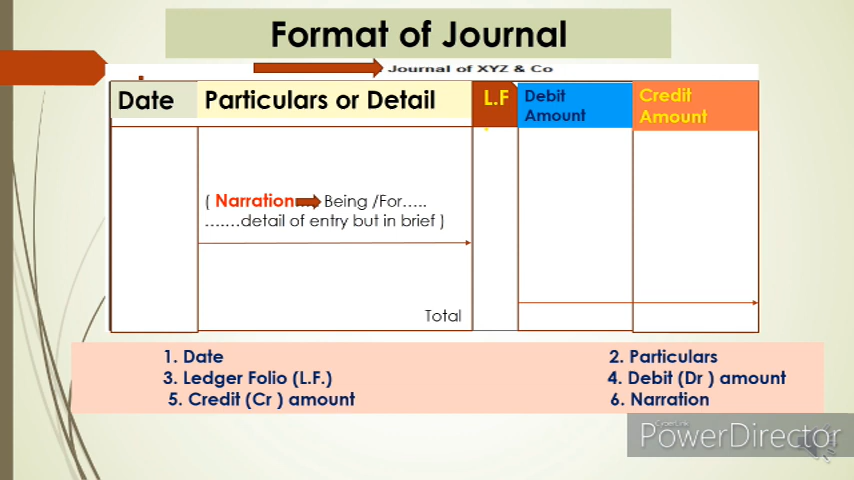 Format of Journal
Journal of XYZ & Co
Date
Particulars or Detail
L.F
.
Debit
Amount
Credit
Amount
( Narration Being /For…..
…….detail of entry but in brief )
Total
1. Date
2. Particulars
3. Ledger Folio (L.F.)
4. Debit (Dr ) amount
5. Credit (Cr ) amount
6. Narration
CyberLink
PowerDirector